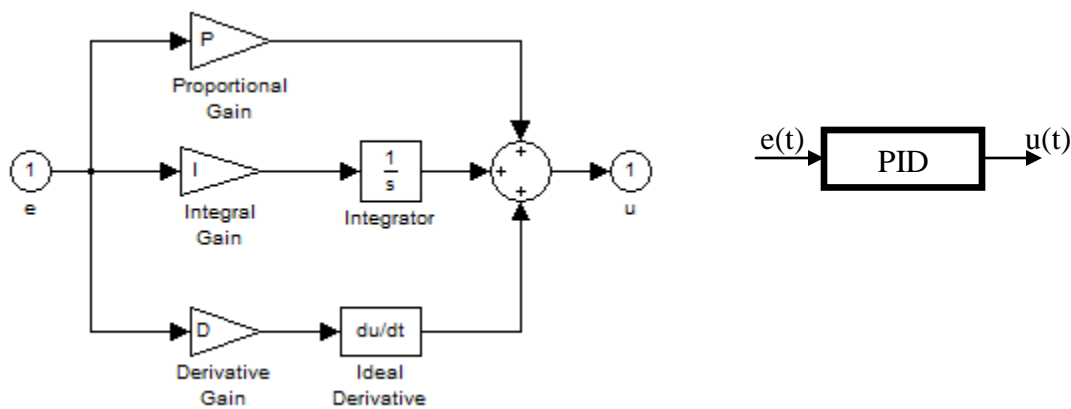 P
Proportional
Gain
1
e
I
Integral
Gain
1
s
Integrator
+
+
+
1
u
D
Derivative
Gain
du/dt
Ideal
Derivative
e(t)
PID
u(t)